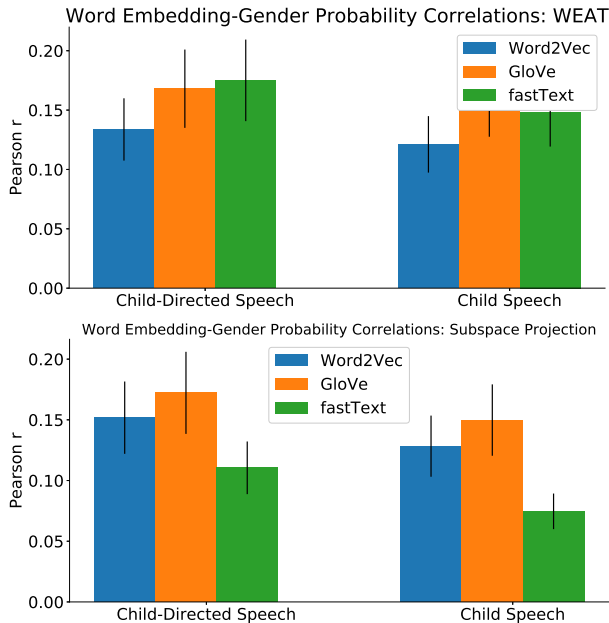 Word Embedding-Gender Probability Correlations: WEAT
0.20
0.15
0.10
0.05
0.00
Pearson r
Word2Vec
GloVe
fastText
Child-Directed Speech
Child Speech
Word Embedding-Gender Probability Correlations: Subspace Projection
0.20
0.15
0.10
0.05
0.00
Pearson r
Word2Vec
GloVe
fastText
Child-Directed Speech
Child Speech